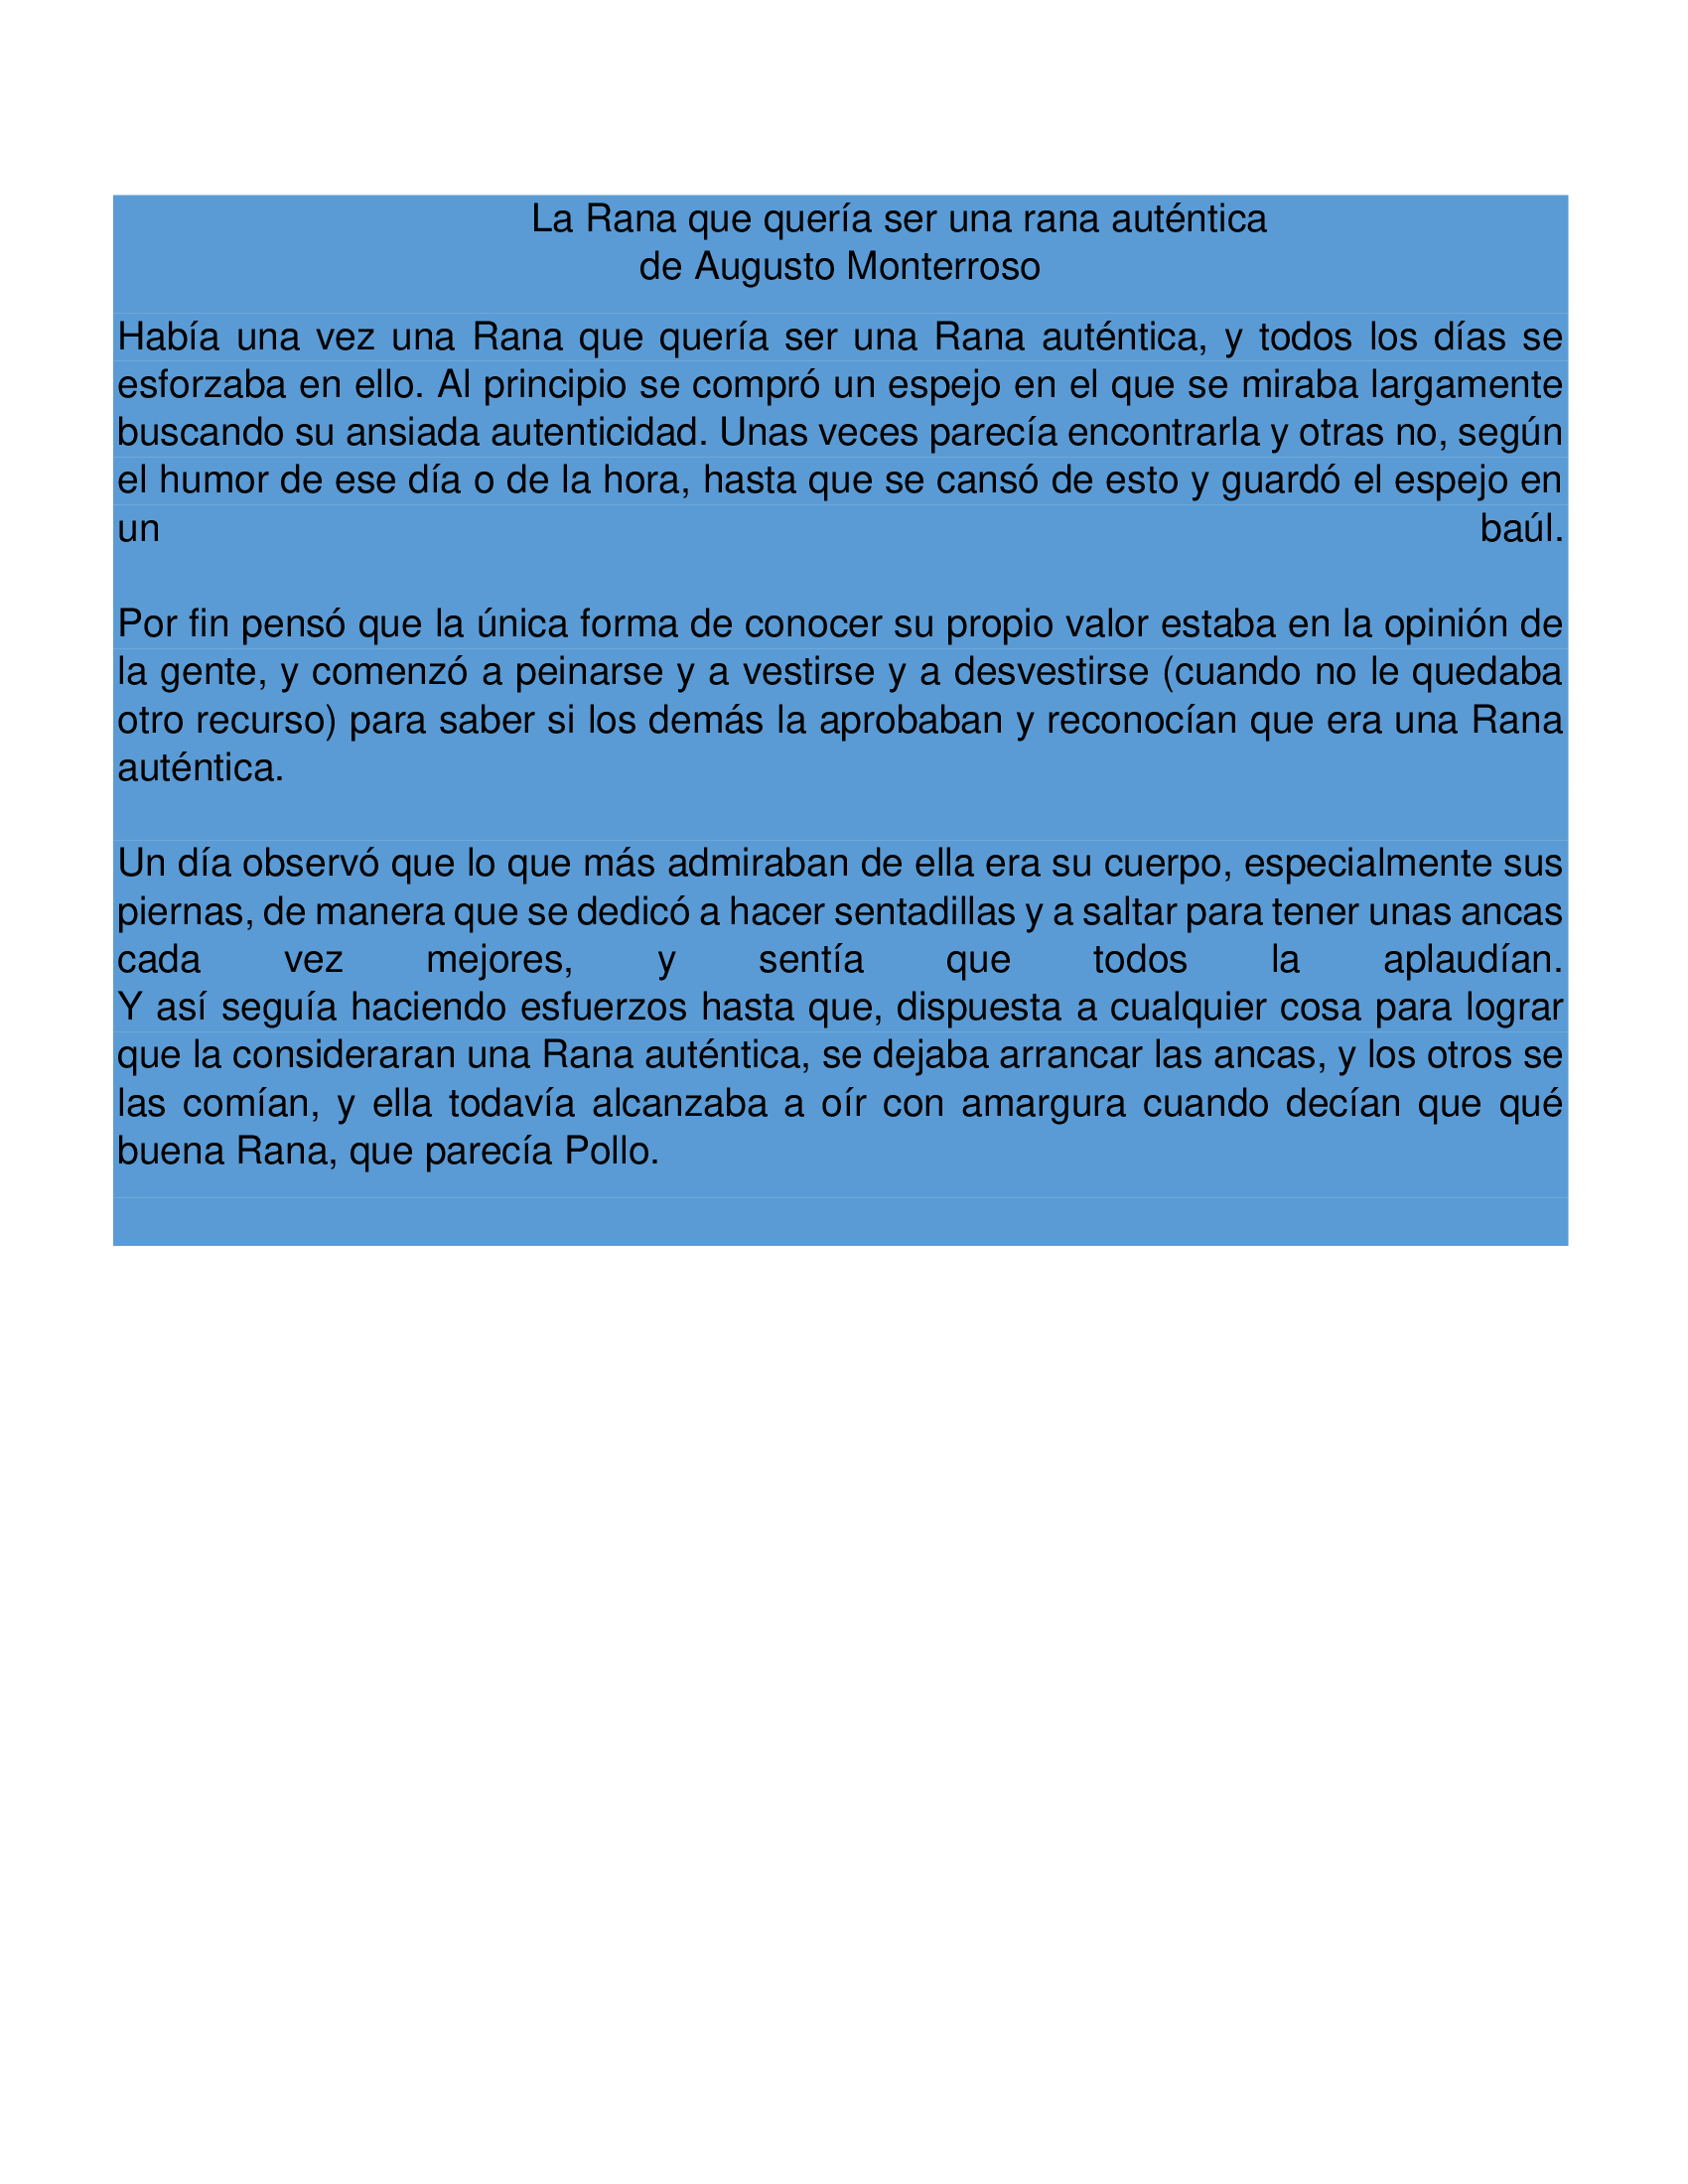 La Rana que quería ser una rana auténtica
de Augusto Monterroso
Había una vez una Rana que quería ser una Rana auténtica, y todos los días se
esforzaba en ello. Al principio se compró un espejo en el que se miraba largamente
buscando su ansiada autenticidad. Unas veces parecía encontrarla y otras no, según
el humor de ese día o de la hora, hasta que se cansó de esto y guardó el espejo en
un baúl.
Por fin pensó que la única forma de conocer su propio valor estaba en la opinión de
la gente, y comenzó a peinarse y a vestirse y a desvestirse (cuando no le quedaba
otro recurso) para saber si los demás la aprobaban y reconocían que era una Rana
auténtica.
Un día observó que lo que más admiraban de ella era su cuerpo, especialmente sus
piernas, de manera que se dedicó a hacer sentadillas y a saltar para tener unas ancas
cada vez mejores, y sentía que todos la aplaudían.
Y así seguía haciendo esfuerzos hasta que, dispuesta a cualquier cosa para lograr
que la consideraran una Rana auténtica, se dejaba arrancar las ancas, y los otros se
las comían, y ella todavía alcanzaba a oír con amargura cuando decían que qué
buena Rana, que parecía Pollo.